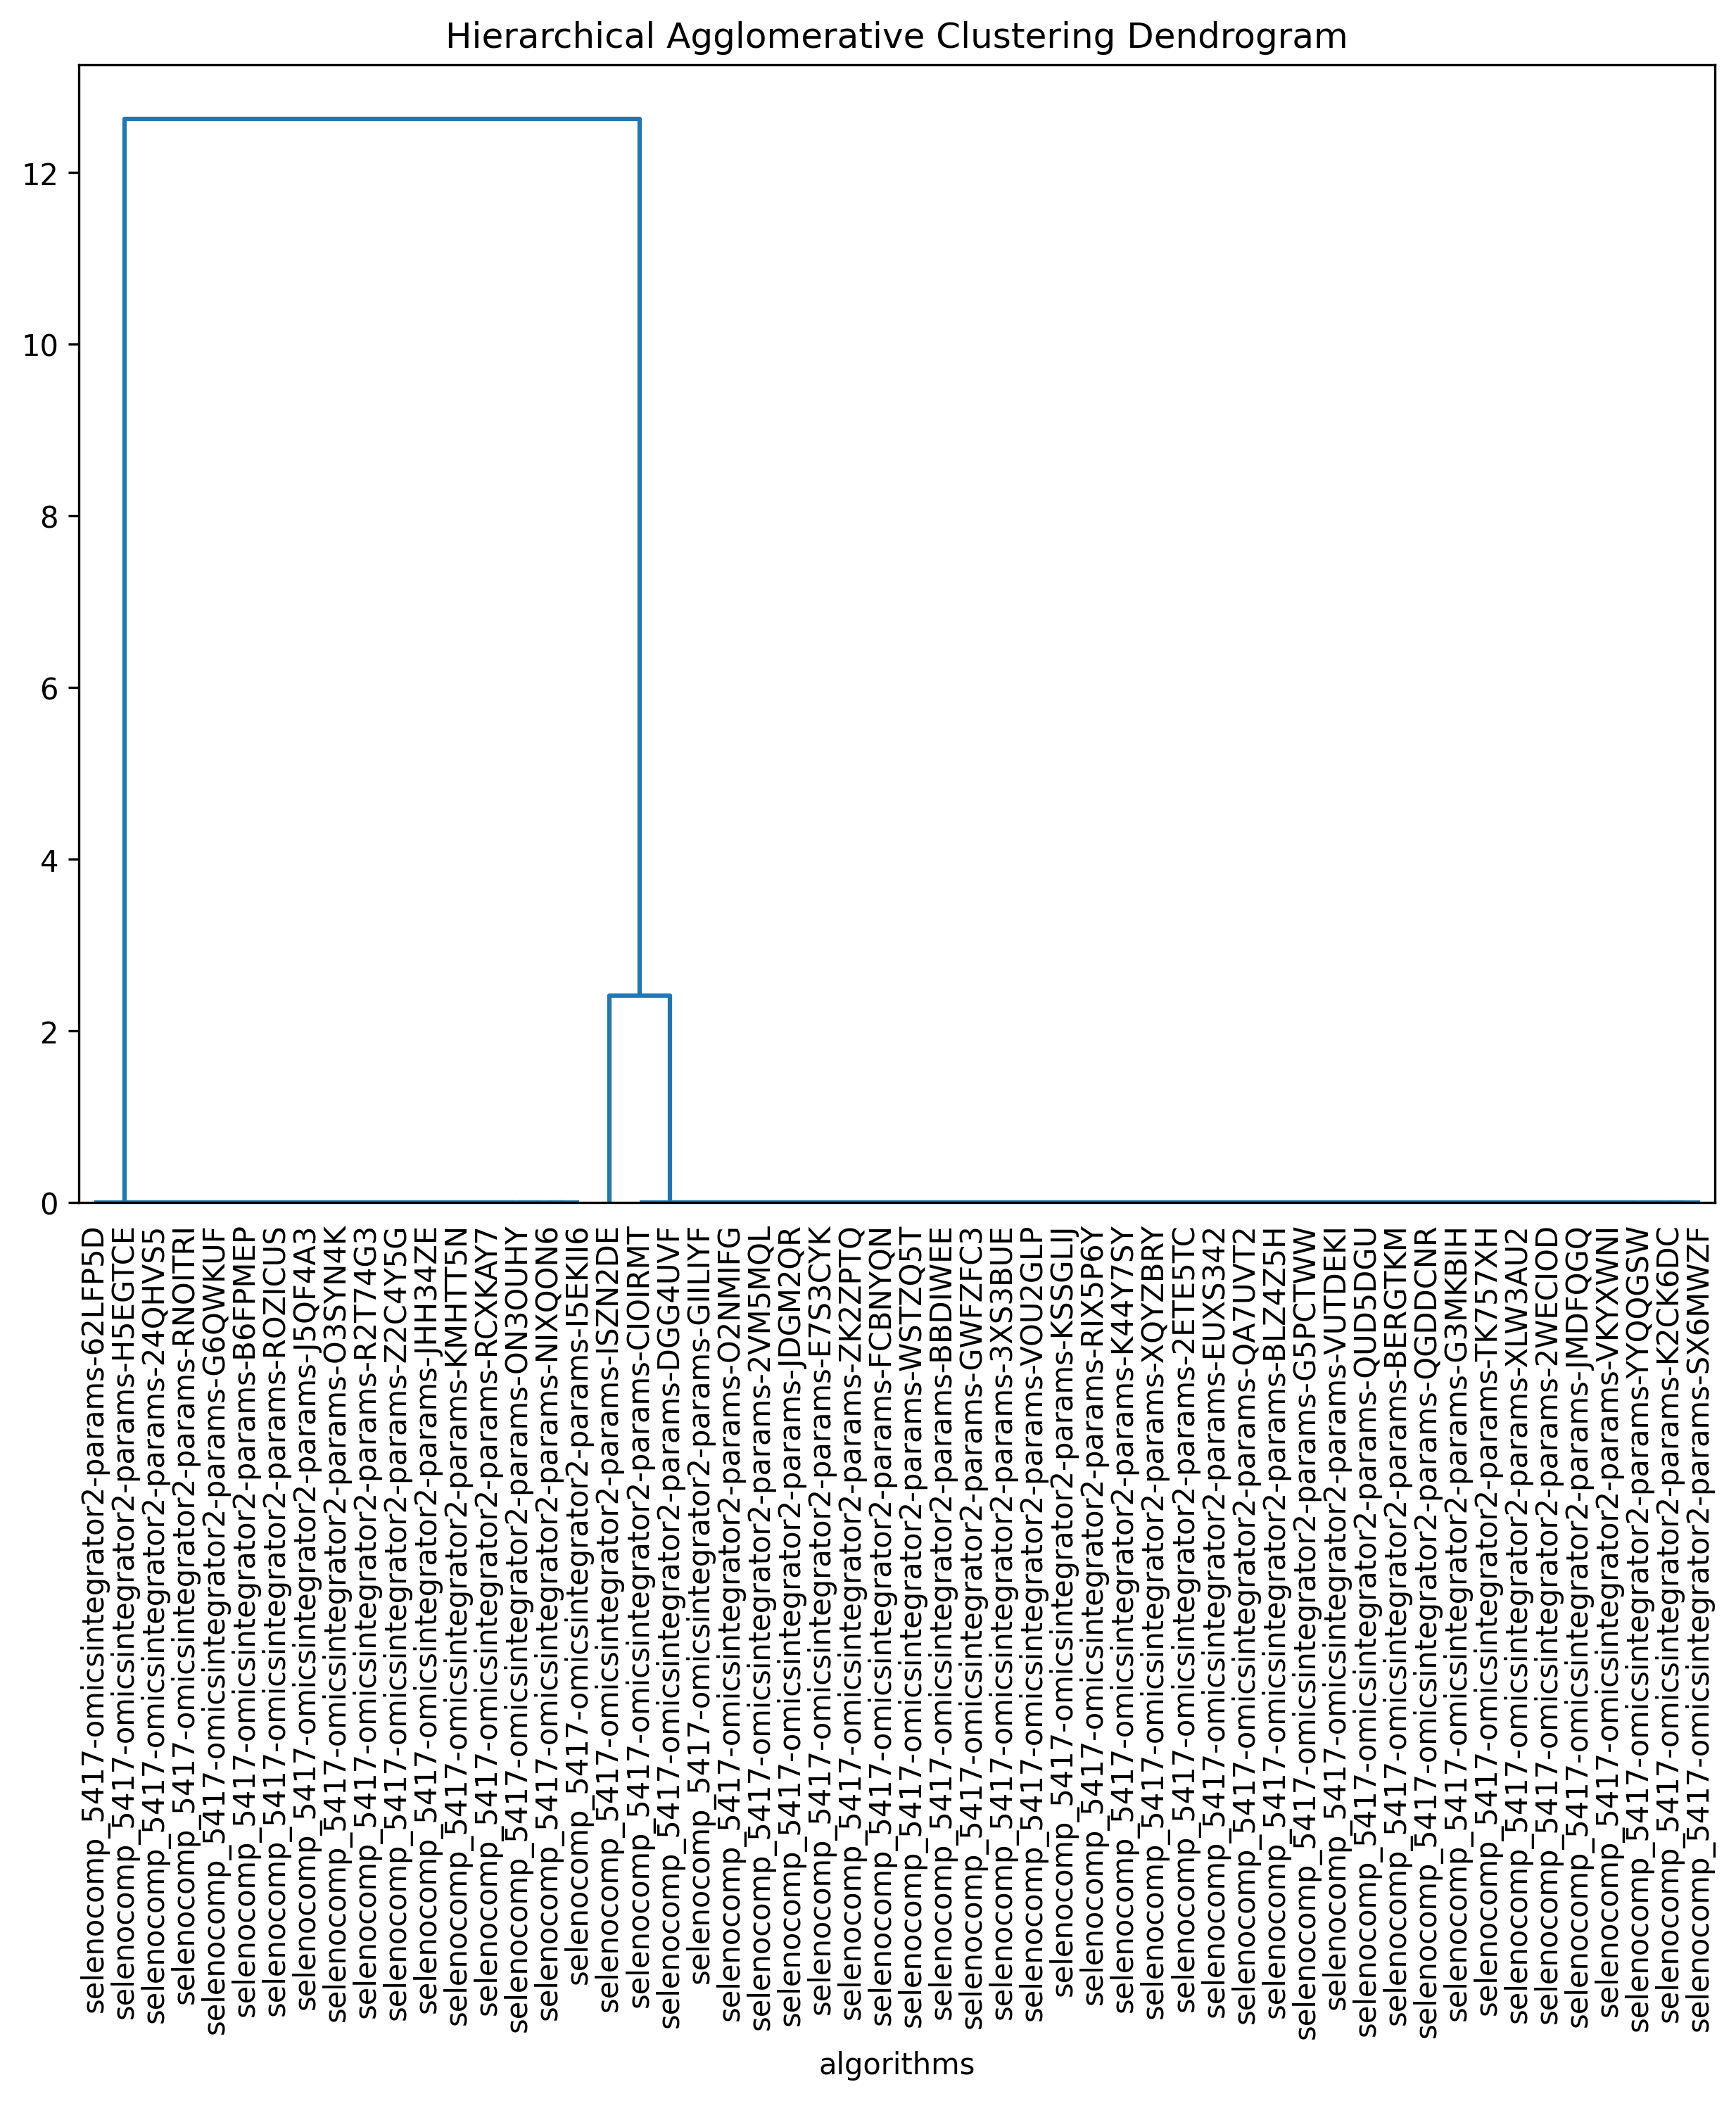 Hierarchical Agglomerative Clustering Dendrogram
12
10
8
6
4
2
0
selenocomp_5417-omicsintegrator2-params-62LFP5D
selenocomp_5417-omicsintegrator2-params-H5EGTCE
selenocomp_5417-omicsintegrator2-params-24QHVS5
selenocomp_5417-omicsintegrator2-params-RNOITRI
selenocomp_5417-omicsintegrator2-params-G6QWKUF
selenocomp_5417-omicsintegrator2-params-B6FPMEP
selenocomp_5417-omicsintegrator2-params-ROZICUS
selenocomp_5417-omicsintegrator2-params-J5QF4A3
selenocomp_5417-omicsintegrator2-params-O3SYN4K
selenocomp_5417-omicsintegrator2-params-R2T74G3
selenocomp_5417-omicsintegrator2-params-Z2C4Y5G
selenocomp_5417-omicsintegrator2-params-JHH34ZE
selenocomp_5417-omicsintegrator2-params-KMHTT5N
selenocomp_5417-omicsintegrator2-params-RCXKAY7
selenocomp_5417-omicsintegrator2-params-ON3OUHY
selenocomp_5417-omicsintegrator2-params-NIXQON6
selenocomp_5417-omicsintegrator2-params-I5EKII6
selenocomp_5417-omicsintegrator2-params-ISZN2DE
selenocomp_5417-omicsintegrator2-params-CIOIRMT
selenocomp_5417-omicsintegrator2-params-DGG4UVF
selenocomp_5417-omicsintegrator2-params-GIILIYF
selenocomp_5417-omicsintegrator2-params-O2NMIFG
selenocomp_5417-omicsintegrator2-params-2VM5MQL
selenocomp_5417-omicsintegrator2-params-JDGM2QR
selenocomp_5417-omicsintegrator2-params-E7S3CYK
selenocomp_5417-omicsintegrator2-params-ZK2ZPTQ
selenocomp_5417-omicsintegrator2-params-FCBNYQN
selenocomp_5417-omicsintegrator2-params-WSTZQ5T
selenocomp_5417-omicsintegrator2-params-BBDIWEE
selenocomp_5417-omicsintegrator2-params-GWFZFC3
selenocomp_5417-omicsintegrator2-params-3XS3BUE
selenocomp_5417-omicsintegrator2-params-VOU2GLP
selenocomp_5417-omicsintegrator2-params-KSSGLIJ
selenocomp_5417-omicsintegrator2-params-RIX5P6Y
selenocomp_5417-omicsintegrator2-params-K44Y7SY
selenocomp_5417-omicsintegrator2-params-XQYZBRY
selenocomp_5417-omicsintegrator2-params-2ETE5TC
selenocomp_5417-omicsintegrator2-params-EUXS342
selenocomp_5417-omicsintegrator2-params-QA7UVT2
selenocomp_5417-omicsintegrator2-params-BLZ4Z5H
selenocomp_5417-omicsintegrator2-params-G5PCTWW
selenocomp_5417-omicsintegrator2-params-VUTDEKI
selenocomp_5417-omicsintegrator2-params-QUD5DGU
selenocomp_5417-omicsintegrator2-params-BERGTKM
selenocomp_5417-omicsintegrator2-params-QGDDCNR
selenocomp_5417-omicsintegrator2-params-G3MKBIH
selenocomp_5417-omicsintegrator2-params-TK757XH
selenocomp_5417-omicsintegrator2-params-XLW3AU2
selenocomp_5417-omicsintegrator2-params-2WECIOD
selenocomp_5417-omicsintegrator2-params-JMDFQGQ
selenocomp_5417-omicsintegrator2-params-VKYXWNI
selenocomp_5417-omicsintegrator2-params-YYQQGSW
selenocomp_5417-omicsintegrator2-params-K2CK6DC
selenocomp_5417-omicsintegrator2-params-SX6MWZF
algorithms